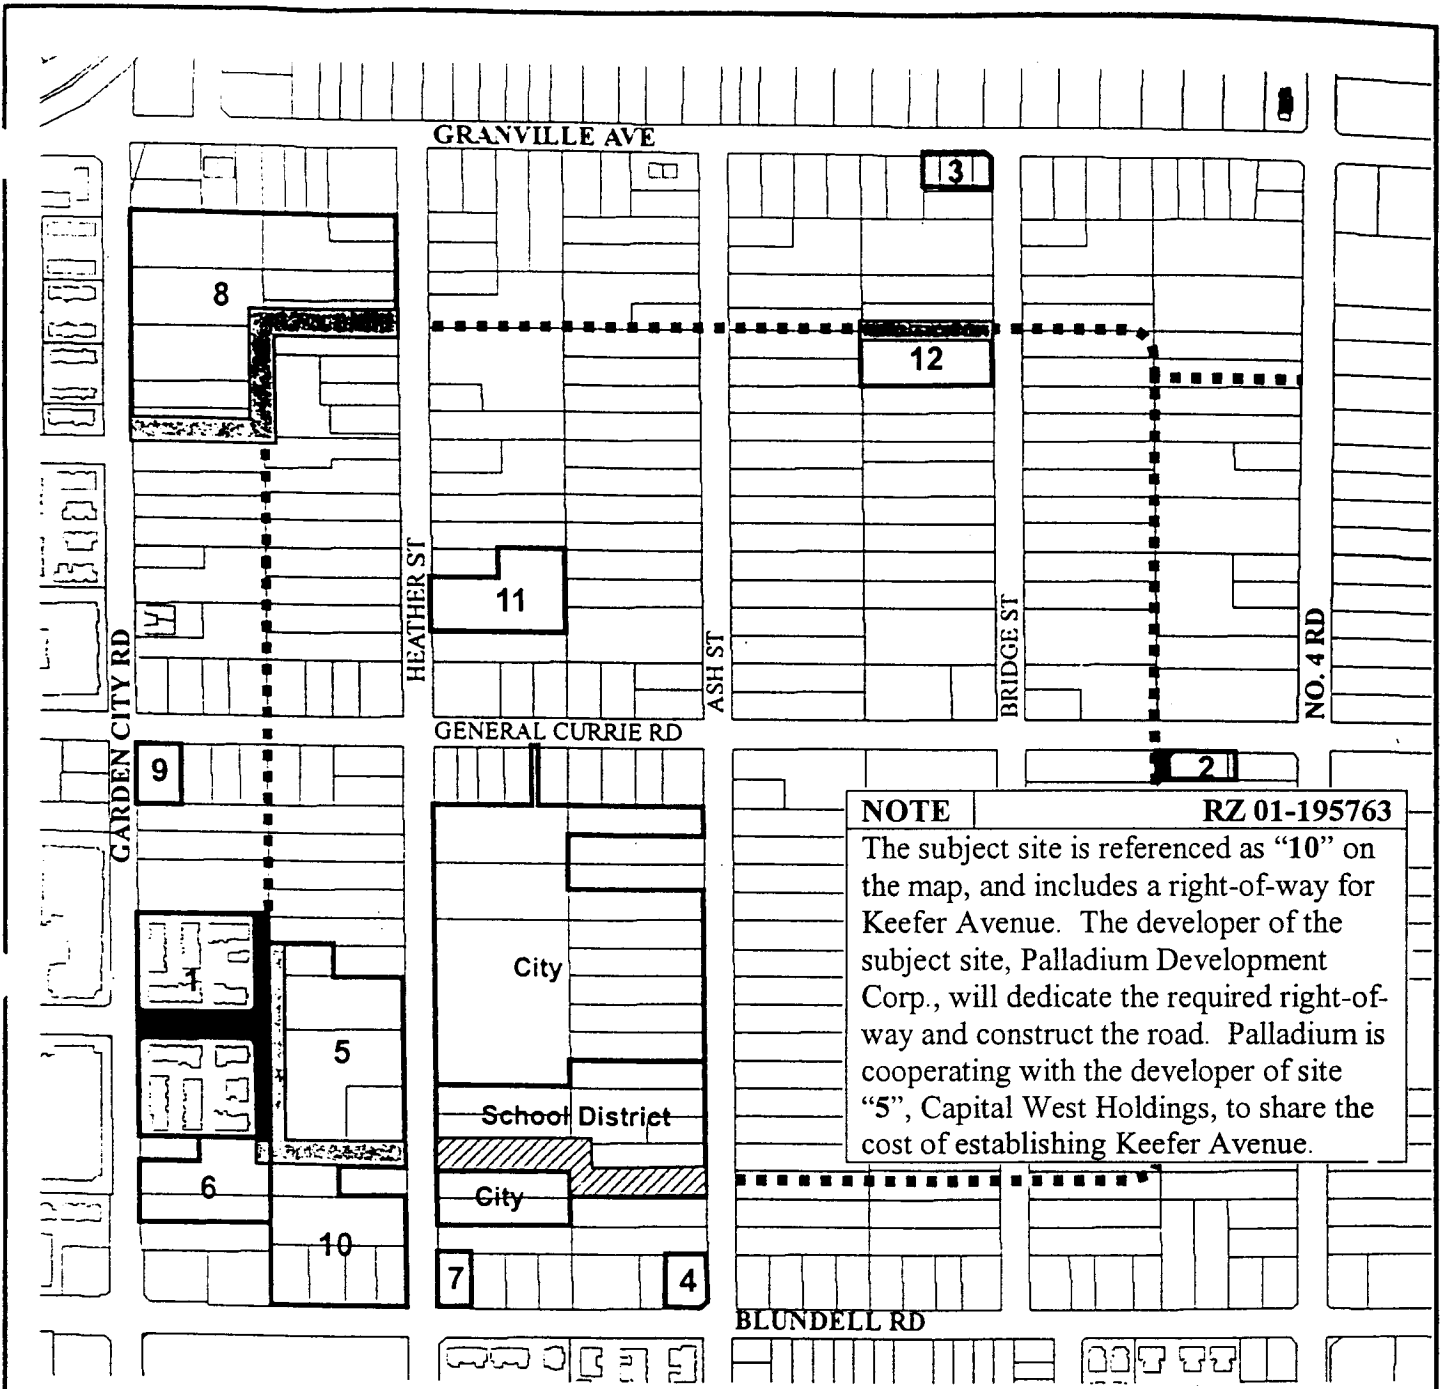 GRANVILLE AVE
3
8
12
HEATHER ST
11
BRIDGE ST
ASH ST
NO. 4 RD
GARDEN CITY RD
GENERAL CURRIE RD
9
2
NOTE RZ 01-195763
The subject site is referenced as “10” on
the map, and includes a right-of-way for
Keefer Avenue. The developer of the
subject site, Palladium Development
Corp., will dedicate the required right-of-
way and construct the road. Palladium is
cooperating with the developer of site
“5”, Capital West Holdings, to share the
cost of establishing Keefer Avenue.
City
1
5
School District
6
City
10
7
4
BLUNDELL RD